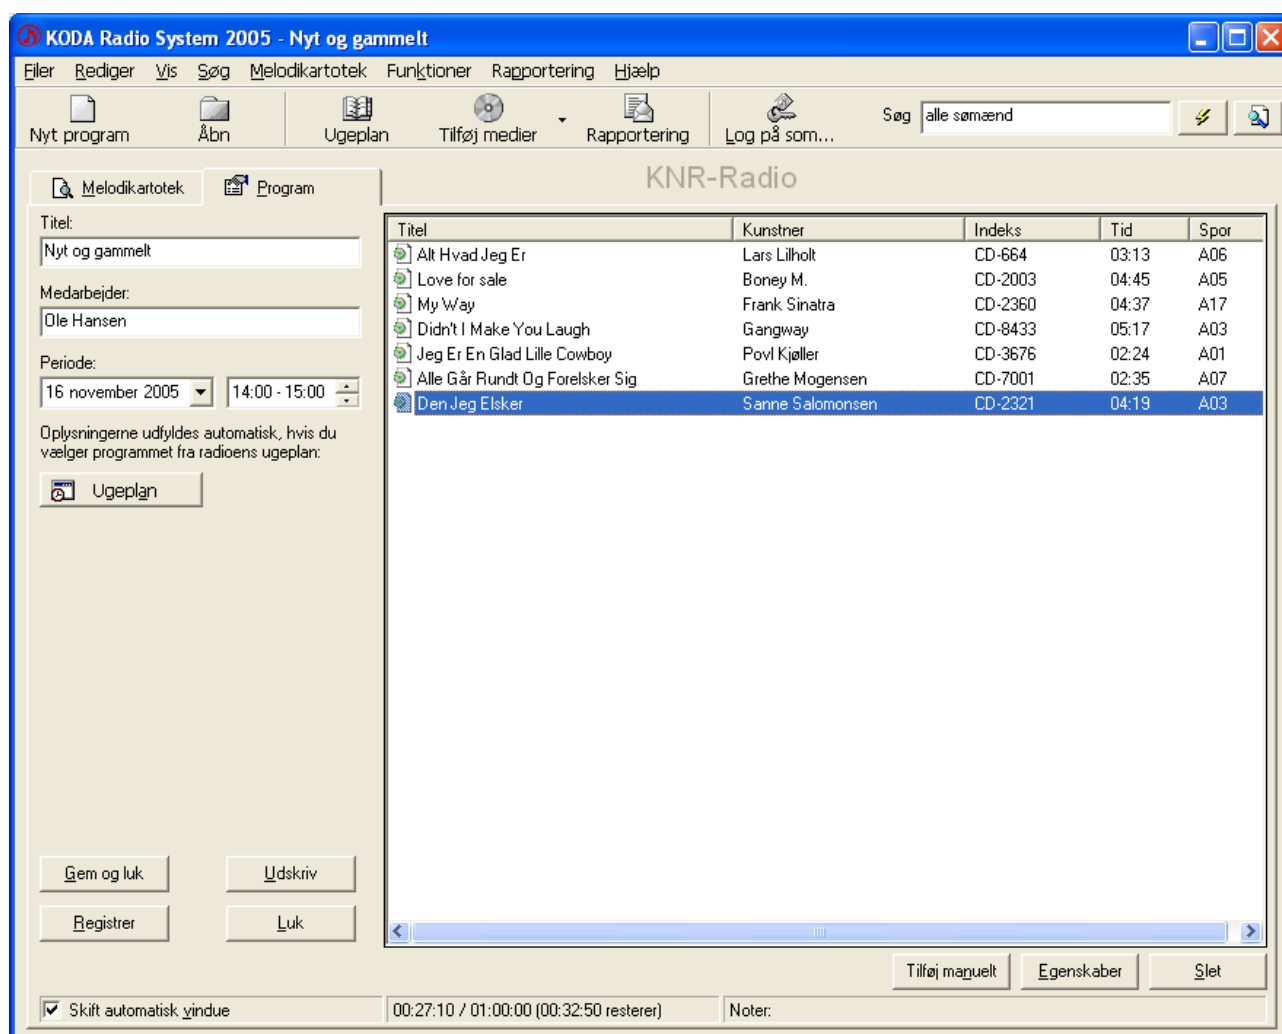 KODA Radio System 2005 - Nyt og gammelt
Filer Rediger Vis Søg Melodikartotek Funktioner Rapportering Hjælp
Nyt program Åbn Ugeplan Tilføj medier Rapportering Log på som... Søg alle sømænd
Melodikartotek Program KNR-Radio
Titel:
Nyt og gammelt
Medarbejder:
Ole Hansen
Periode:
16 november 2005 14:00 - 15:00
Oplysningerne udfyldes automatisk, hvis du
vælger programmet fra radioens ugeplan:
Ugeplan
Gem og luk Udskriv
Registrer Luk
Titel Kunstner Indeks Tid Spor
Alt Hvad Jeg Er Lars Lilholt CD-664 03:13 A06
Love for sale Boney M. CD-2003 04:45 A05
My Way Frank Sinatra CD-2360 04:37 A17
Didn't I Make You Laugh Gangway CD-8433 05:17 A03
Jeg Er En Glad Lille Cowboy Povl Kjøller CD-3676 02:24 A01
Alle Går Rundt Og Forelsker Sig Grethe Mogensen CD-7001 02:35 A07
Den Jeg Elsker Sanne Salomonsen CD-2321 04:19 A03
Tilføj manuelt Egenskaber Slet
Skift automatisk vindue 00:27:10 / 01:00:00 (00:32:50 resterer) Noter: